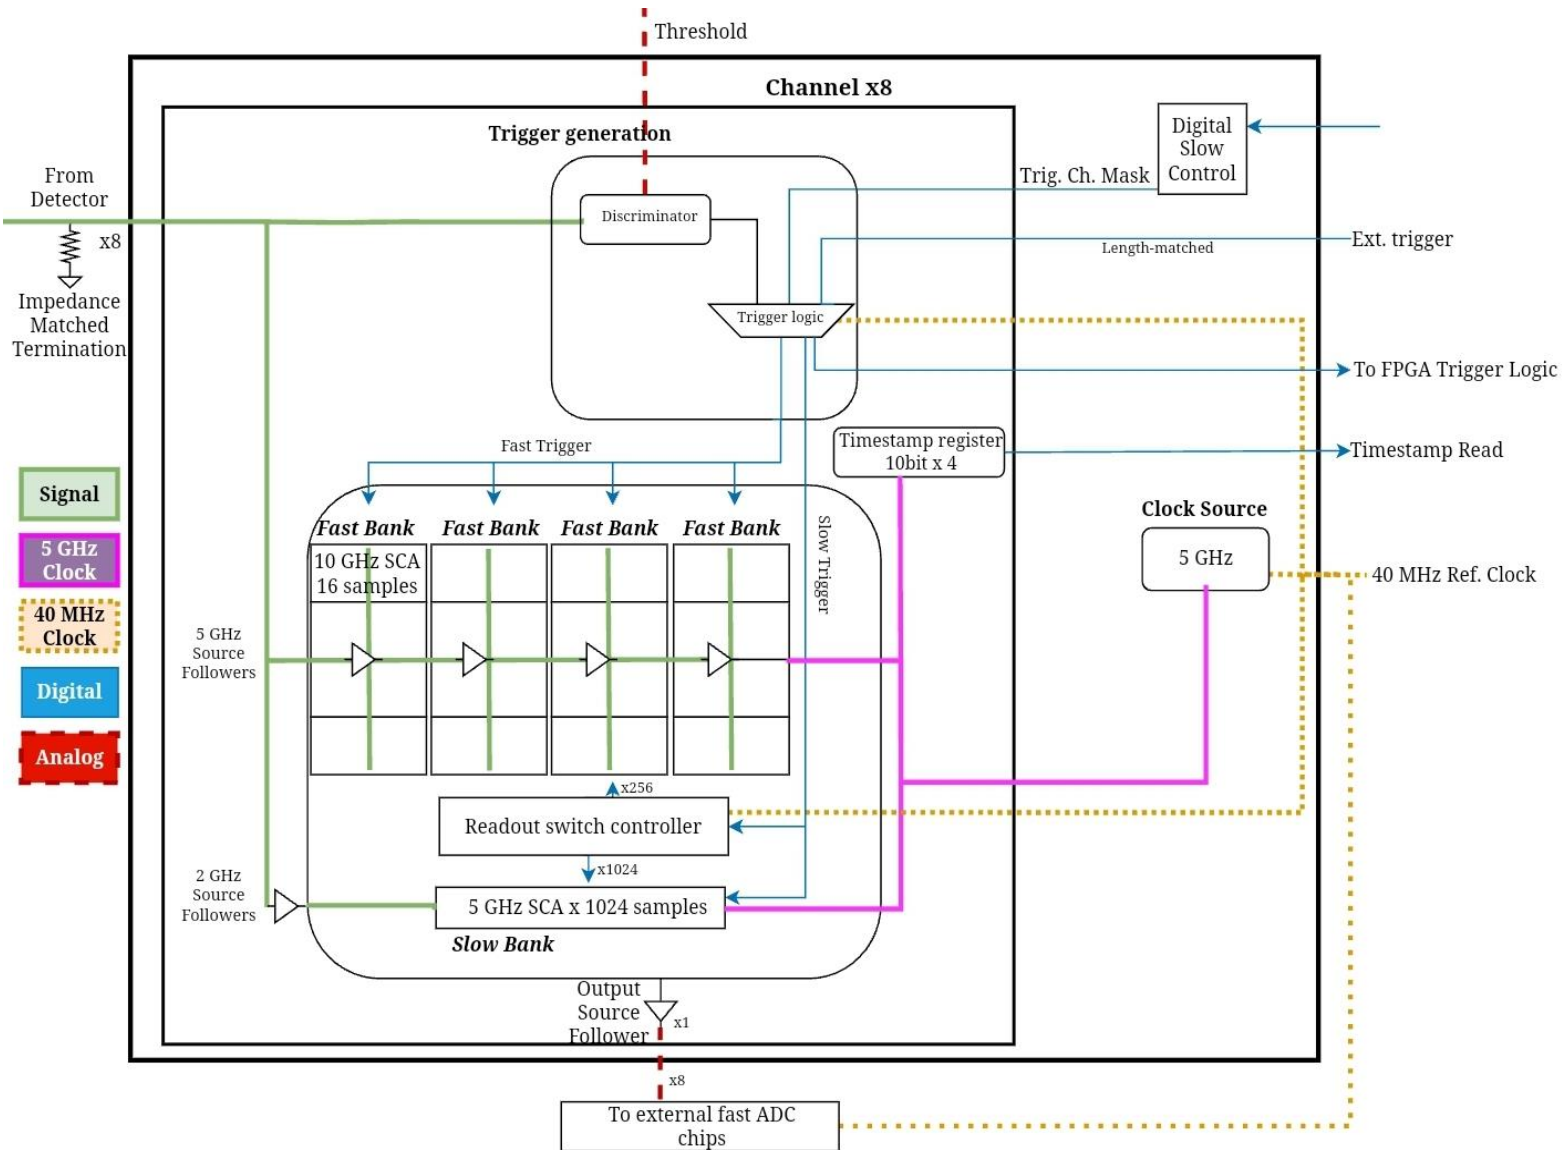 Threshold
Channel x8
Trigger generation
Digital
Slow
Control
From
Detector
x8
Impedance
Matched
Termination
Discriminator
Trig. Ch. Mask
Length-matched
Ext. trigger
Trigger logic
To FPGA Trigger Logic
Fast Trigger
Timestamp register
10bit x 4
Timestamp Read
Signal
5 GHz
Clock
40 MHz
Clock
Digital
Analog
Fast Bank
Fast Bank
Fast Bank
Fast Bank
10 GHz SCA
16 samples
Slow Trigger
Clock Source
5 GHz
40 MHz Ref. Clock
5 GHz
Source
Followers
x256
Readout switch controller
x1024
2 GHz
Source
Followers
5 GHz SCA x 1024 samples
Slow Bank
Output
Source
Follower
x1
x8
To external fast ADC
chips